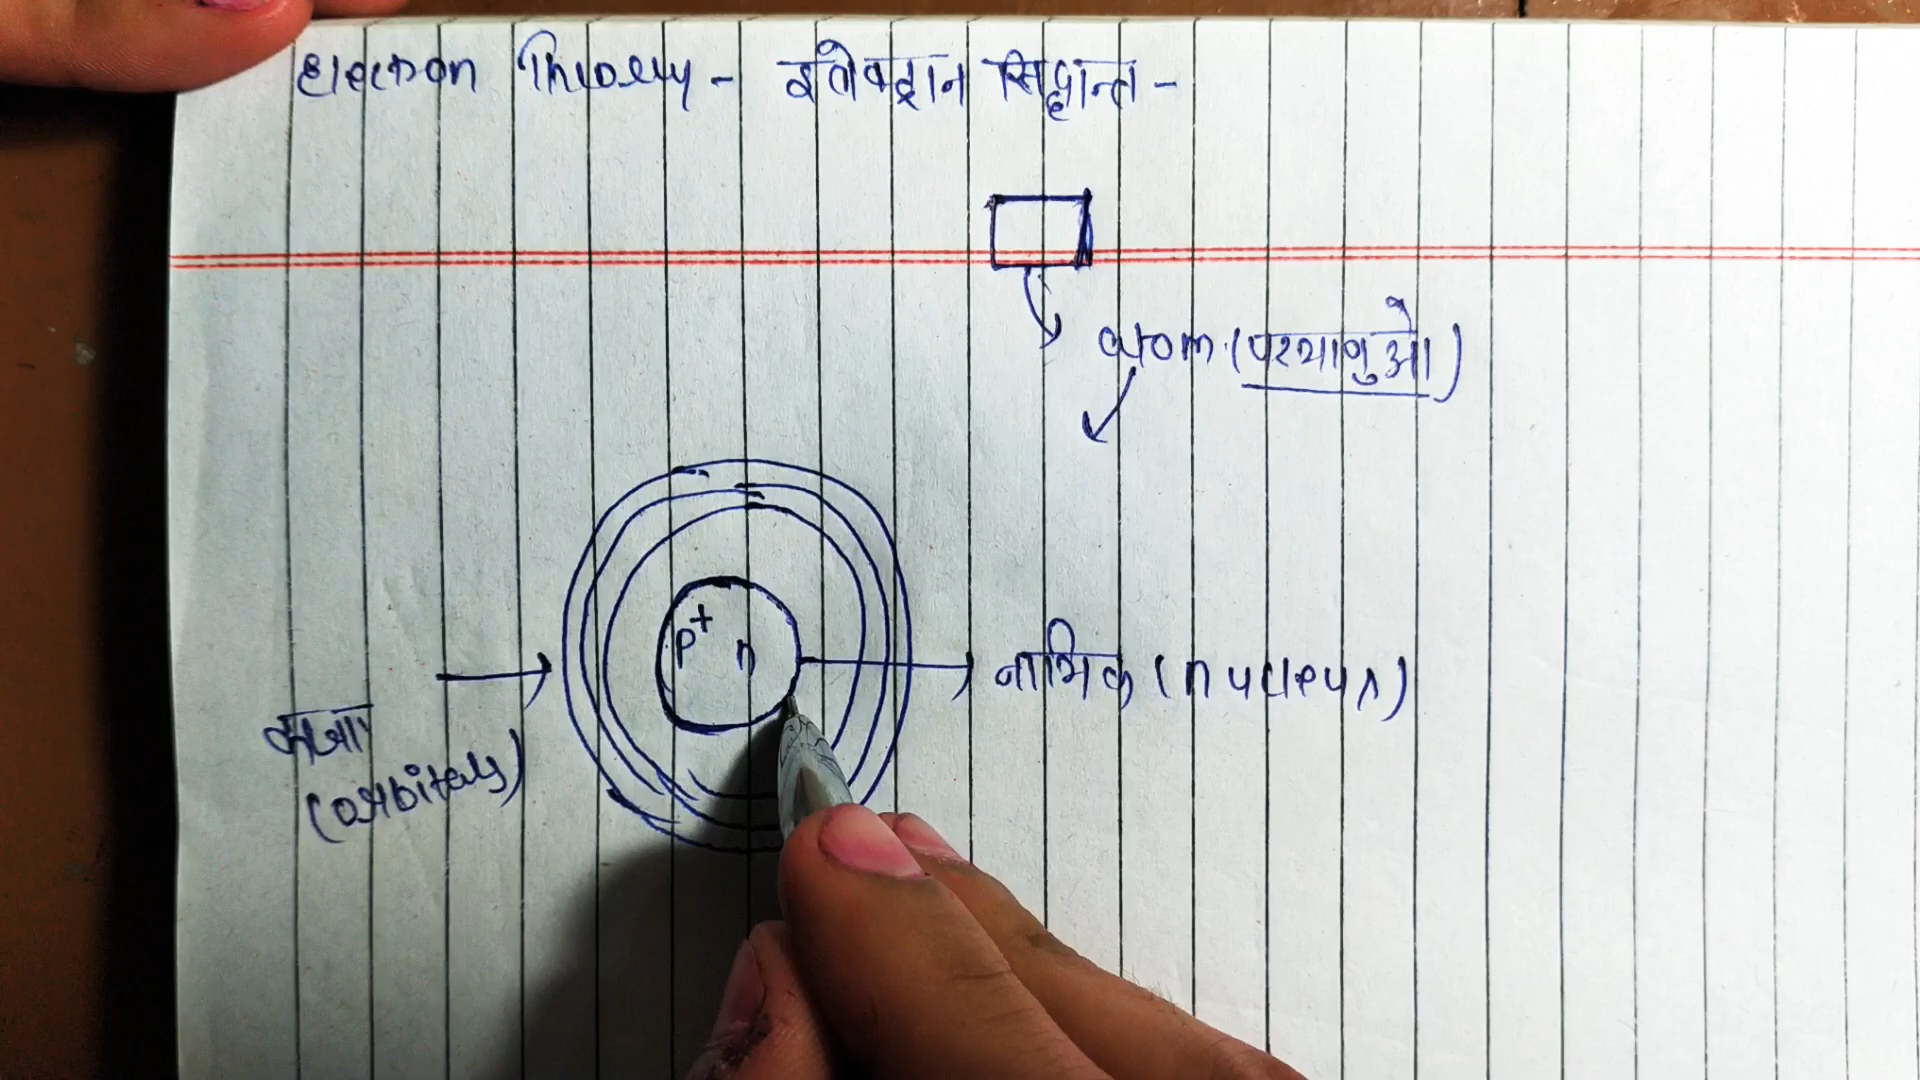 Electron Theory - इलेक्ट्रान सिद्धान्त -
atom (परमाणुओ)
p+ n
नाभिक (nucleus)
कक्षा
(orbitals)